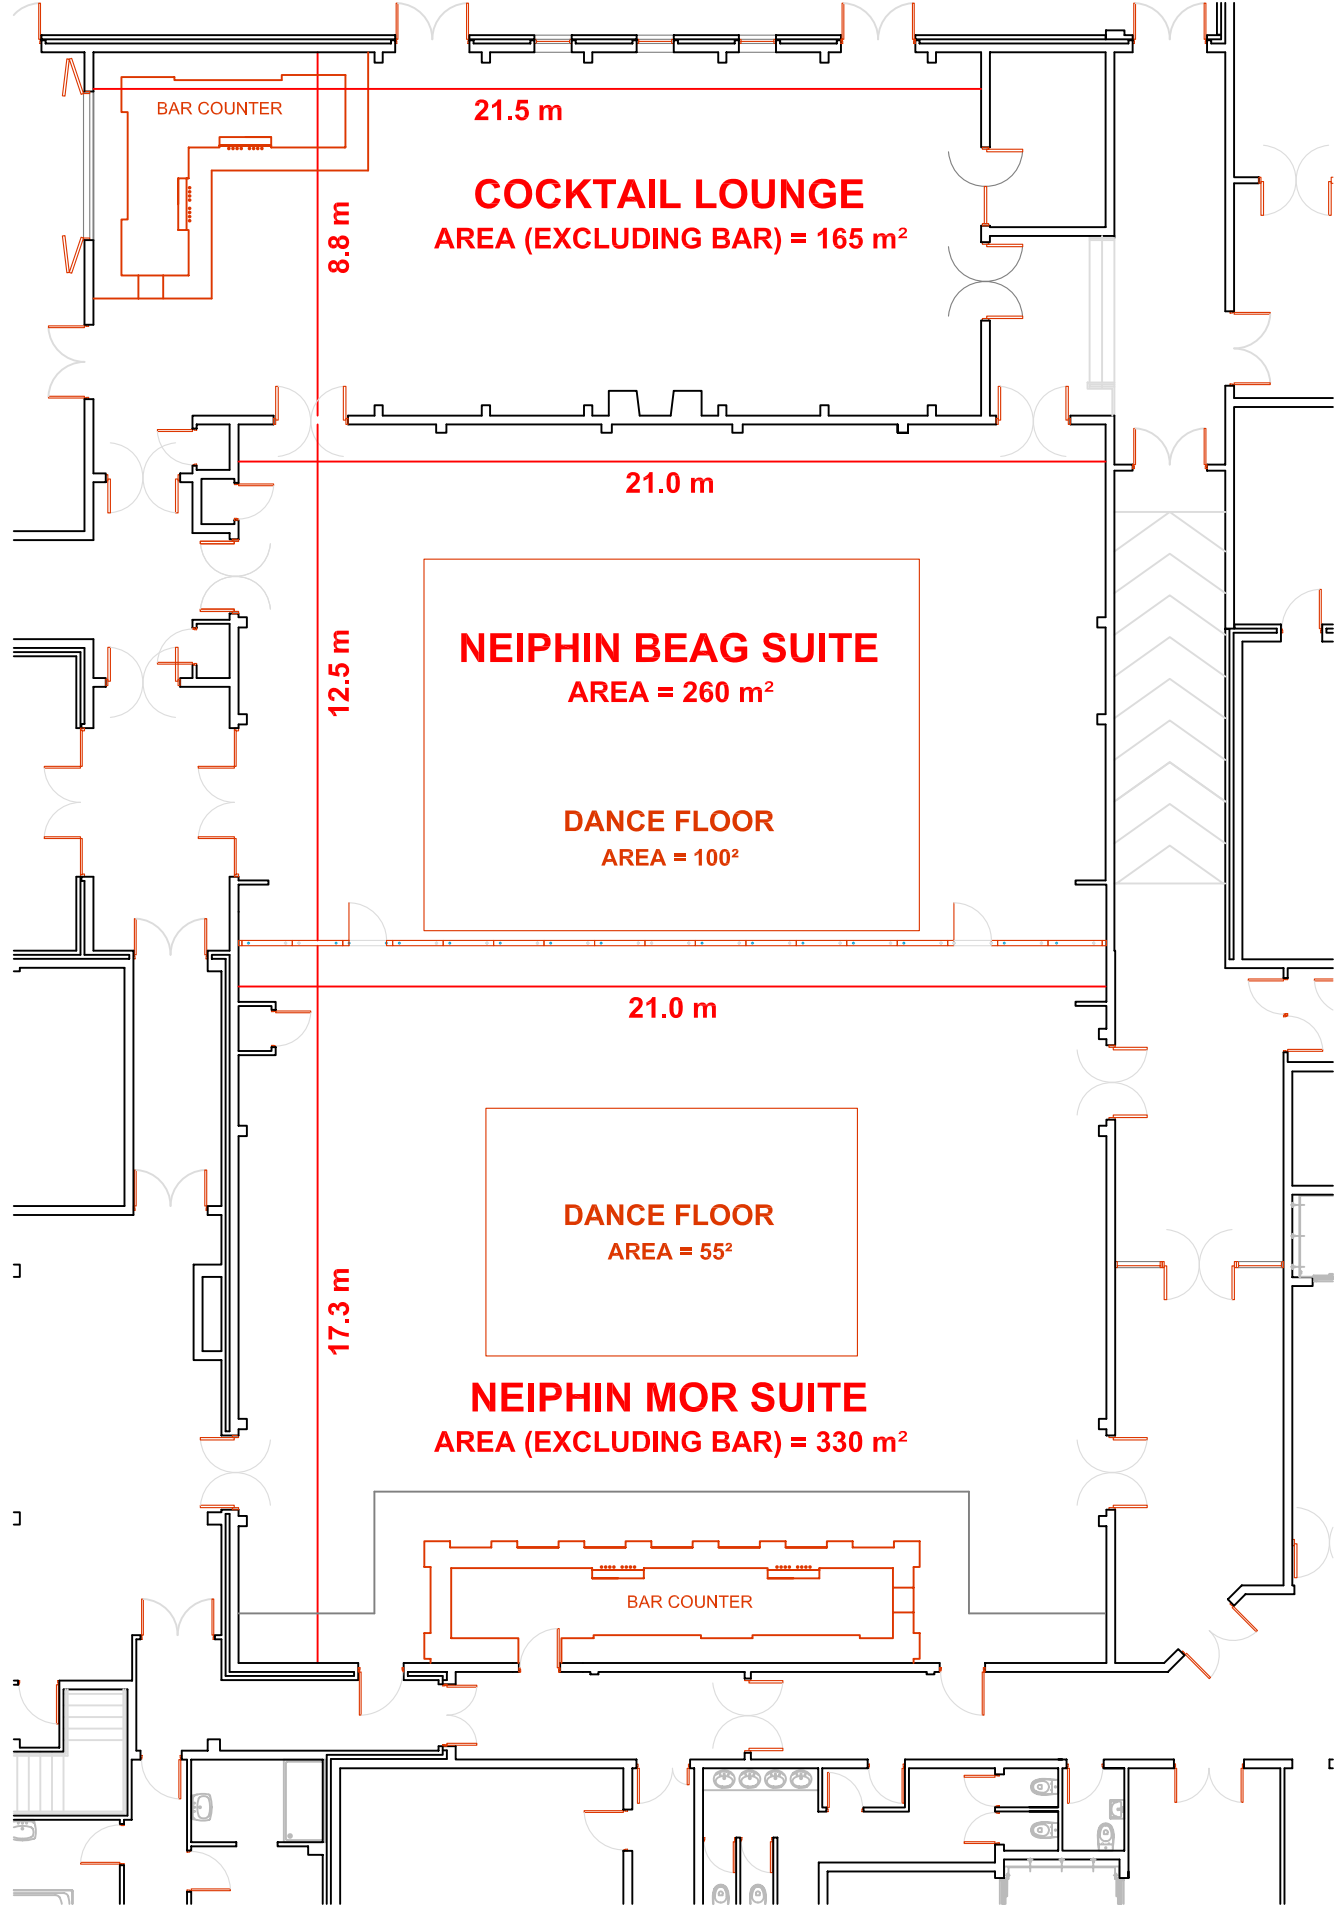 BAR COUNTER
21.5 m
COCKTAIL LOUNGE
AREA (EXCLUDING BAR) = 165 m²
8.8 m
21.0 m
NEIPHIN BEAG SUITE
AREA = 260 m²
12.5 m
DANCE FLOOR
AREA = 100²
21.0 m
DANCE FLOOR
AREA = 55²
17.3 m
NEIPHIN MOR SUITE
AREA (EXCLUDING BAR) = 330 m²
BAR COUNTER